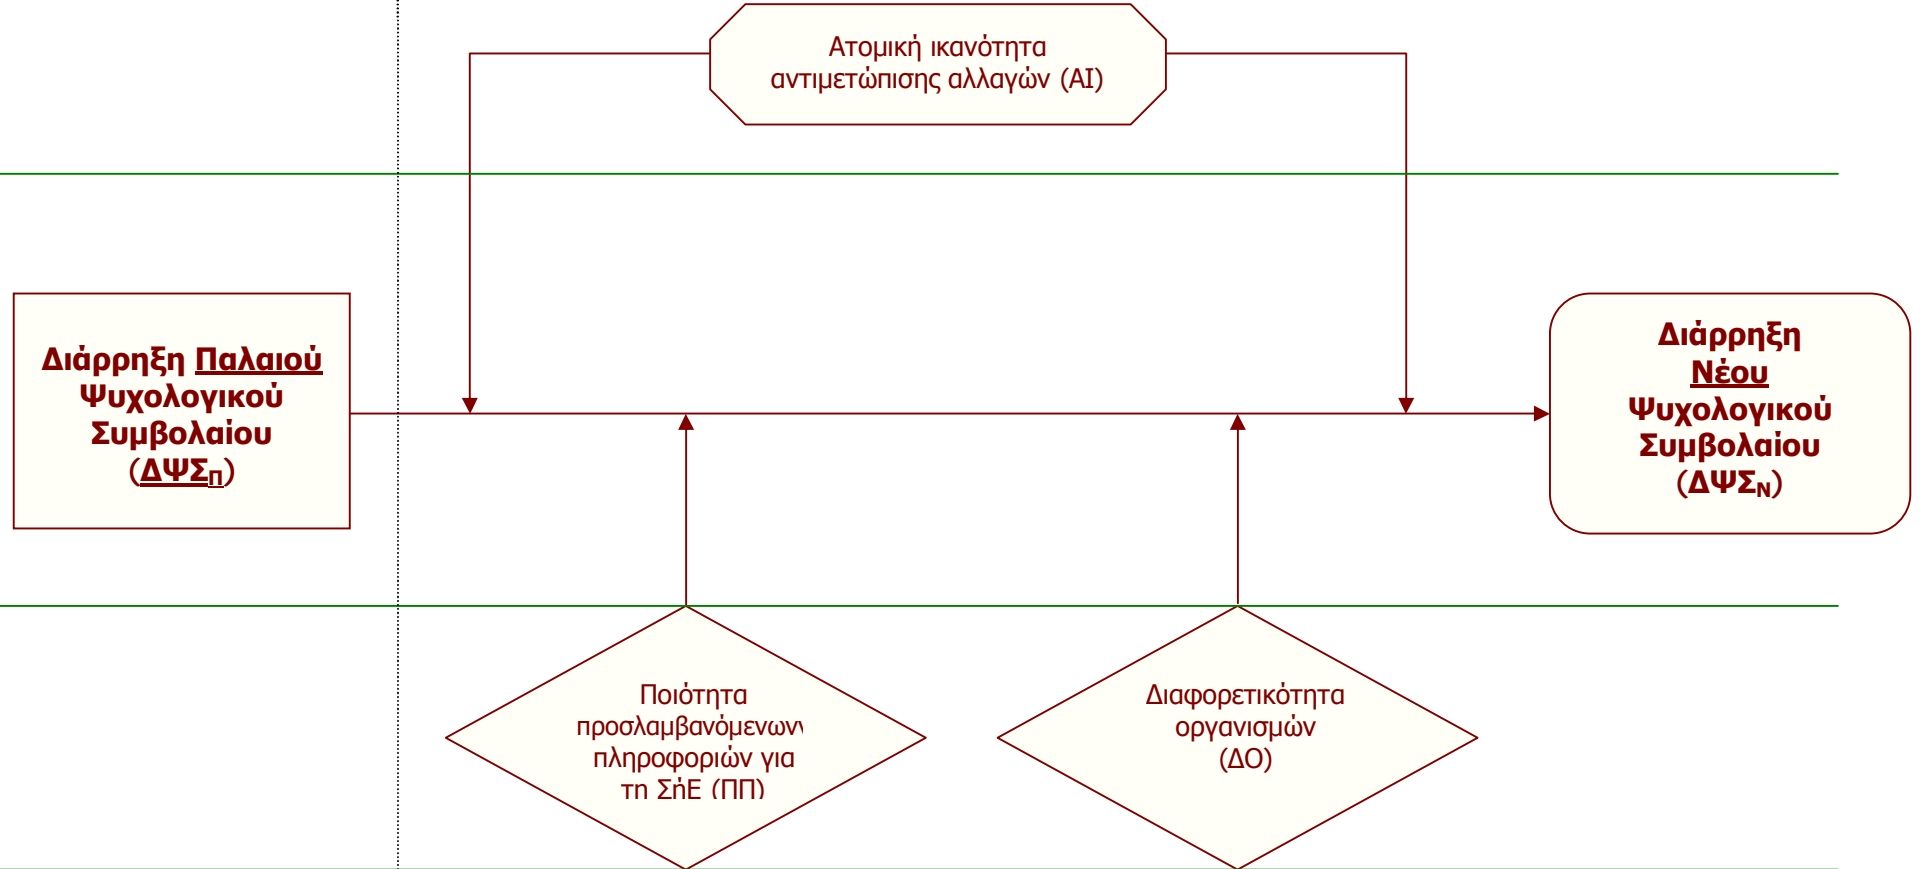 Ατομική ικανότητα
αντιμετώπισης αλλαγών (ΑΙ)
Διάρρηξη Παλαιού
Ψυχολογικού
Συμβολαίου
(ΔΨΣΠ)
Διάρρηξη
Νέου
Ψυχολογικού
Συμβολαίου
(ΔΨΣΝ)
Ποιότητα
προσλαμβανόμενων
πληροφοριών για
τη ΣήΕ (ΠΠ)
Διαφορετικότητα
οργανισμών
(ΔΟ)